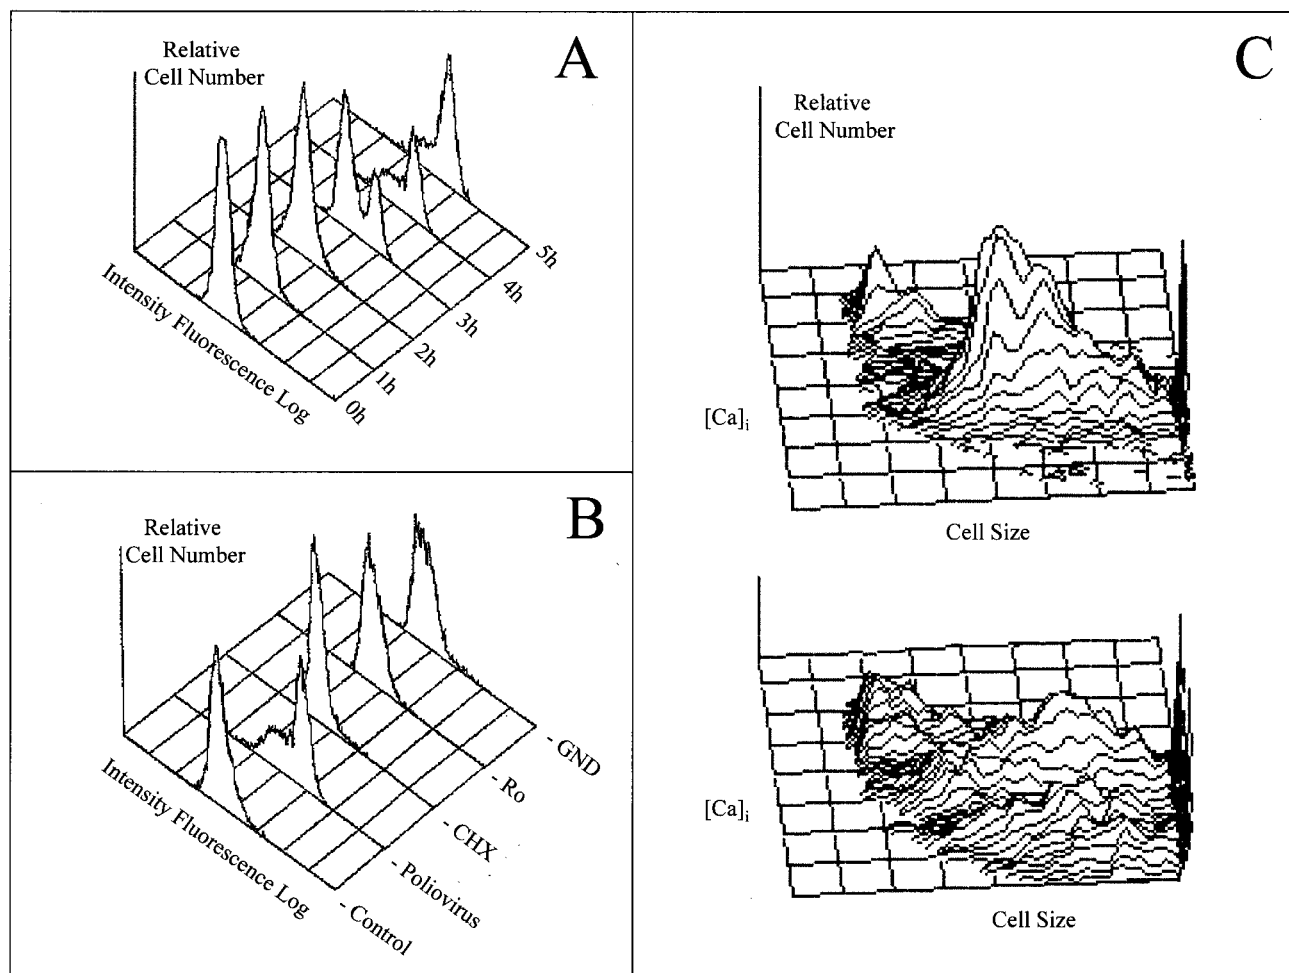 A
Relative
Cell Number
Intensity Fluorescence Log
0h
1h
2h
3h
4h
5h
B
Relative
Cell Number
Intensity Fluorescence Log
- Control
- Poliovirus
- CHX
- Ro
- GND
C
Relative
Cell Number
[Ca]i
Cell Size
[Ca]i
Cell Size